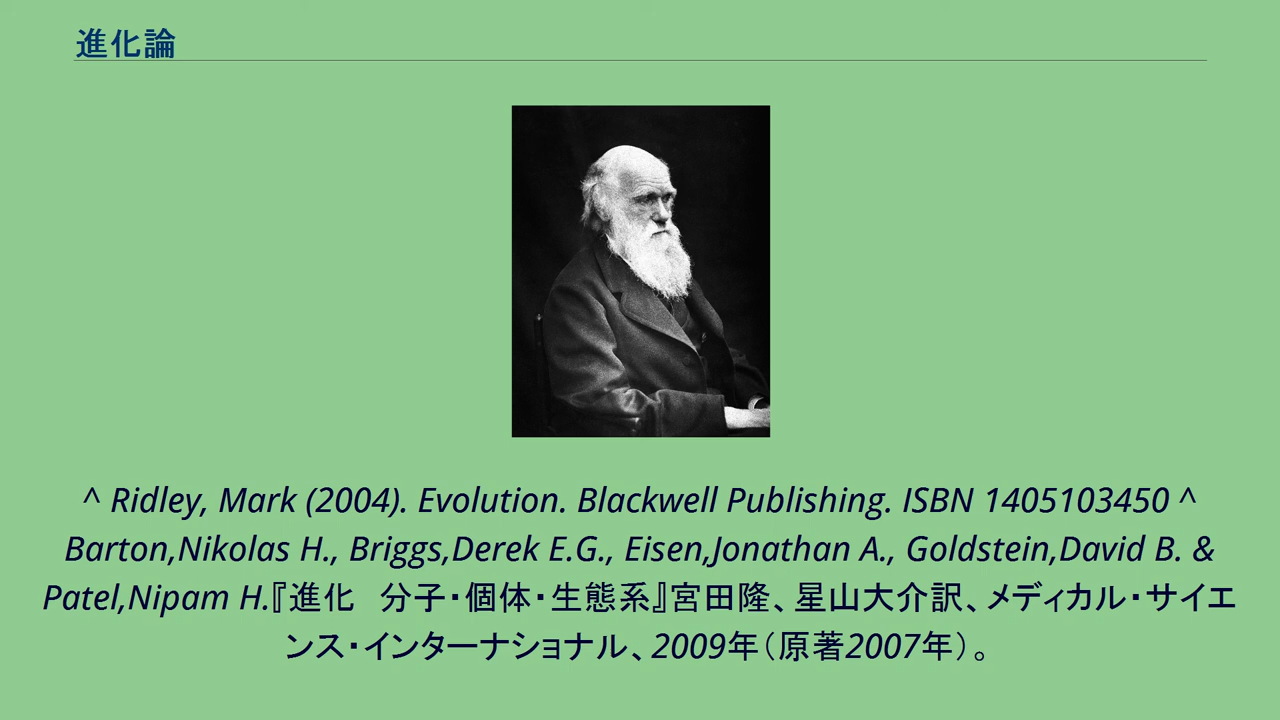 進化論
^ Ridley, Mark (2004). Evolution. Blackwell Publishing. ISBN 1405103450 ^
Barton,Nikolas H., Briggs,Derek E.G., Eisen,Jonathan A., Goldstein,David B. &
Patel,Nipam H.『進化　分子・個体・生態系』宮田隆、星山大介訳、メディカル・サイエ
ンス・インターナショナル、2009年（原著2007年）。